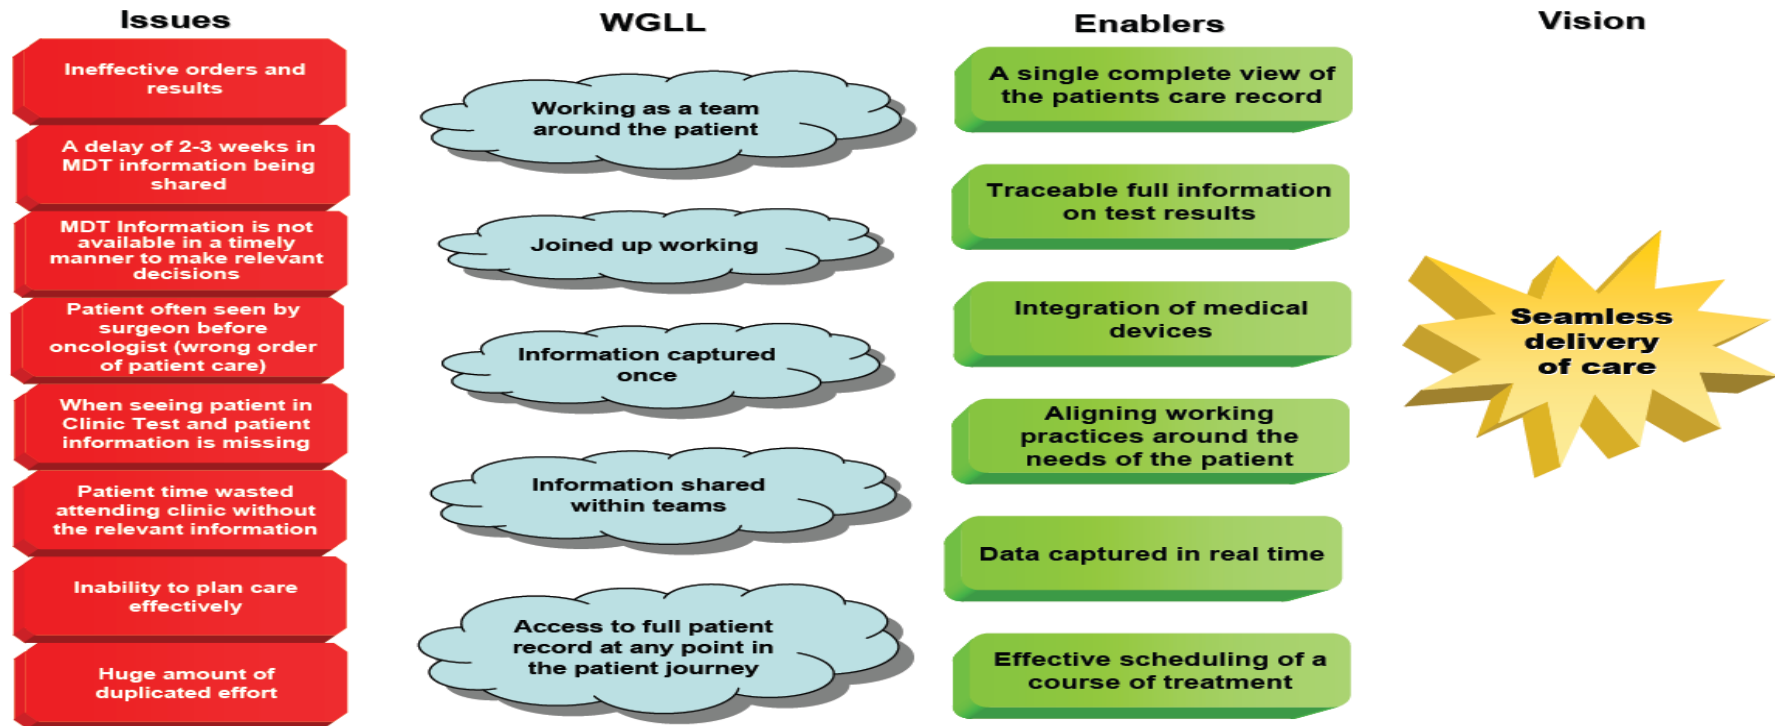 Issues
Ineffective orders and
results
A delay of 2-3 weeks in
MDT information being
shared
MDT Information is not
available in a timely
manner to make relevant
decisions
Patient often seen by
surgeon before
oncologist (wrong order
of patient care)
When seeing patient in
Clinic Test and patient
information is missing
Patient time wasted
attending clinic without
the relevant information
Inability to plan care
effectively
Huge amount of
duplicated effort
WGLL
Working as a team
around the patient
Joined up working
Information captured
once
Information shared
within teams
Access to full patient
record at any point in
the patient journey
Enablers
A single complete view of
the patients care record
Traceable full information
on test results
Integration of medical
devices
Aligning working
practices around the
needs of the patient
Data captured in real time
Effective scheduling of a
course of treatment
Vision
Seamless
delivery
of care